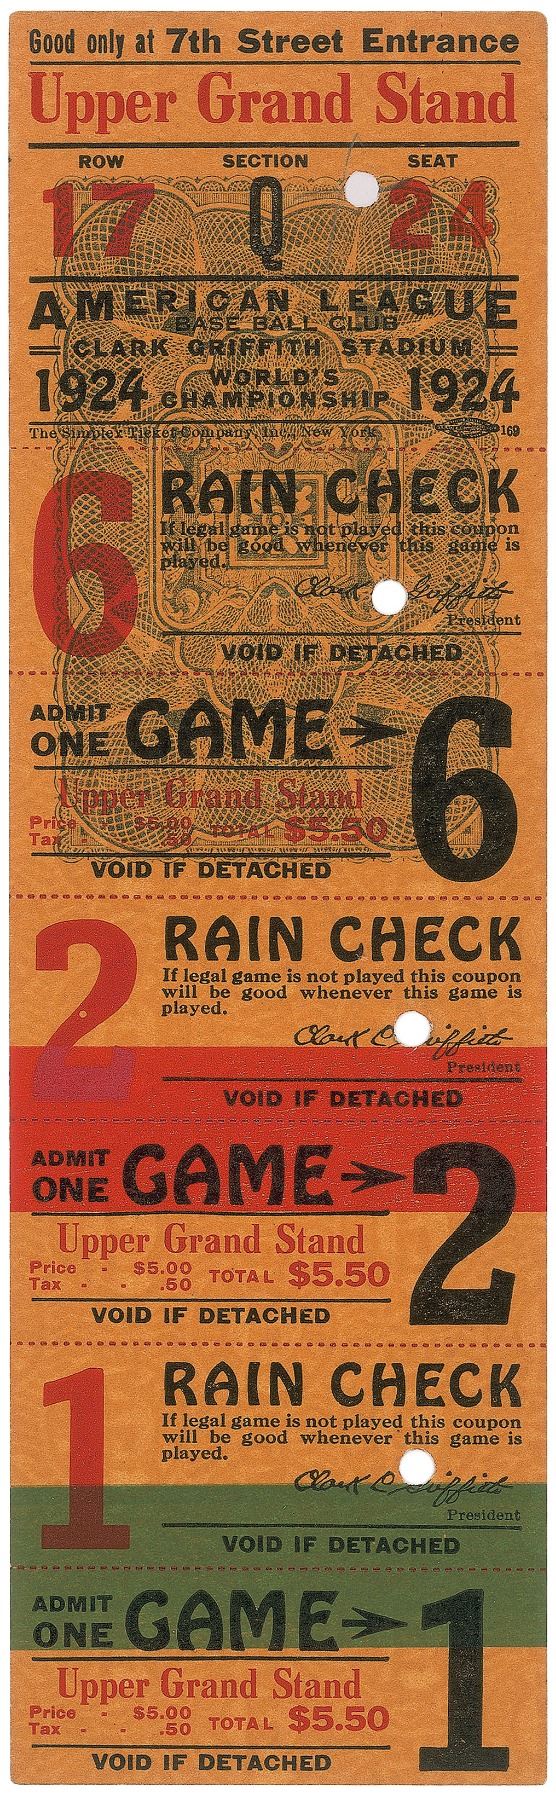 Good only at 7th Street Entrance
Upper Grand Stand
ROW SECTION SEAT
17 Q 24
AMERICAN LEAGUE
BASE BALL CLUB
CLARK GRIFFITH STADIUM
1924 WORLD'S CHAMPIONSHIP 1924
The Simplex Ticket Company, Inc., New York 169
6 RAIN CHECK
If legal game is not played this coupon
will be good whenever this game is
played.
Clark C Griffith
President
VOID IF DETACHED
ADMIT ONE GAME 6
Upper Grand Stand
Price - $5.00
Tax - - .50 TOTAL $5.50
VOID IF DETACHED
2 RAIN CHECK
If legal game is not played this coupon
will be good whenever this game is
played.
Clark C Griffith
President
VOID IF DETACHED
ADMIT ONE GAME 2
Upper Grand Stand
Price - $5.00
Tax - - .50 TOTAL $5.50
VOID IF DETACHED
1 RAIN CHECK
If legal game is not played this coupon
will be good whenever this game is
played.
Clark C Griffith
President
VOID IF DETACHED
ADMIT ONE GAME 1
Upper Grand Stand
Price - $5.00
Tax - - .50 TOTAL $5.50
VOID IF DETACHED